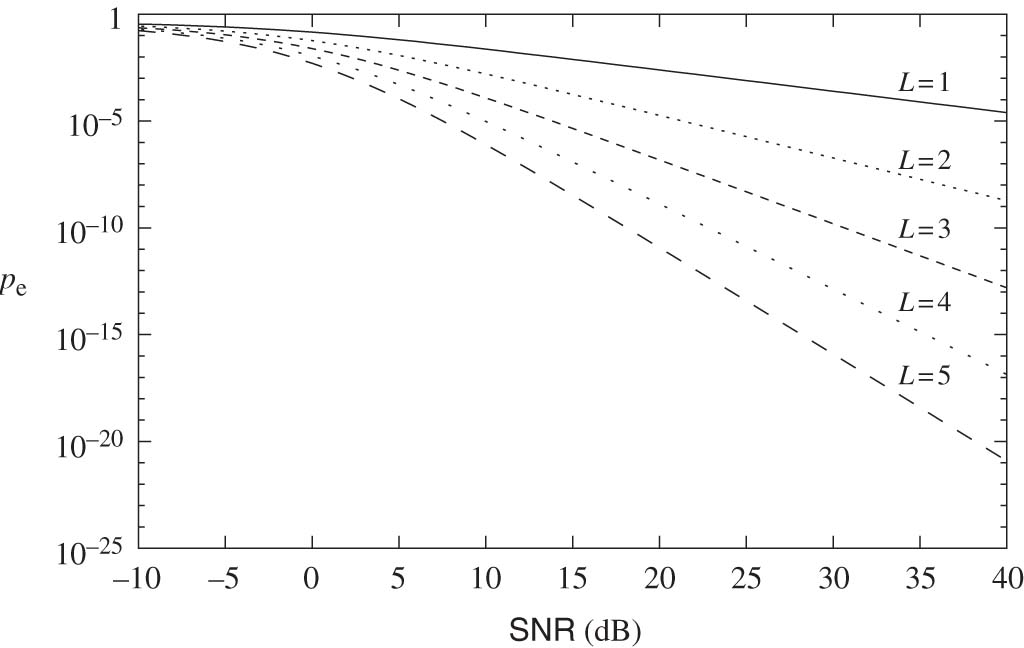 1
10⁻⁵
10⁻¹⁰
10⁻¹⁵
10⁻²⁰
10⁻²⁵
pₑ
L=1
L=2
L=3
L=4
L=5
–10 –5 0 5 10 15 20 25 30 35 40
SNR (dB)